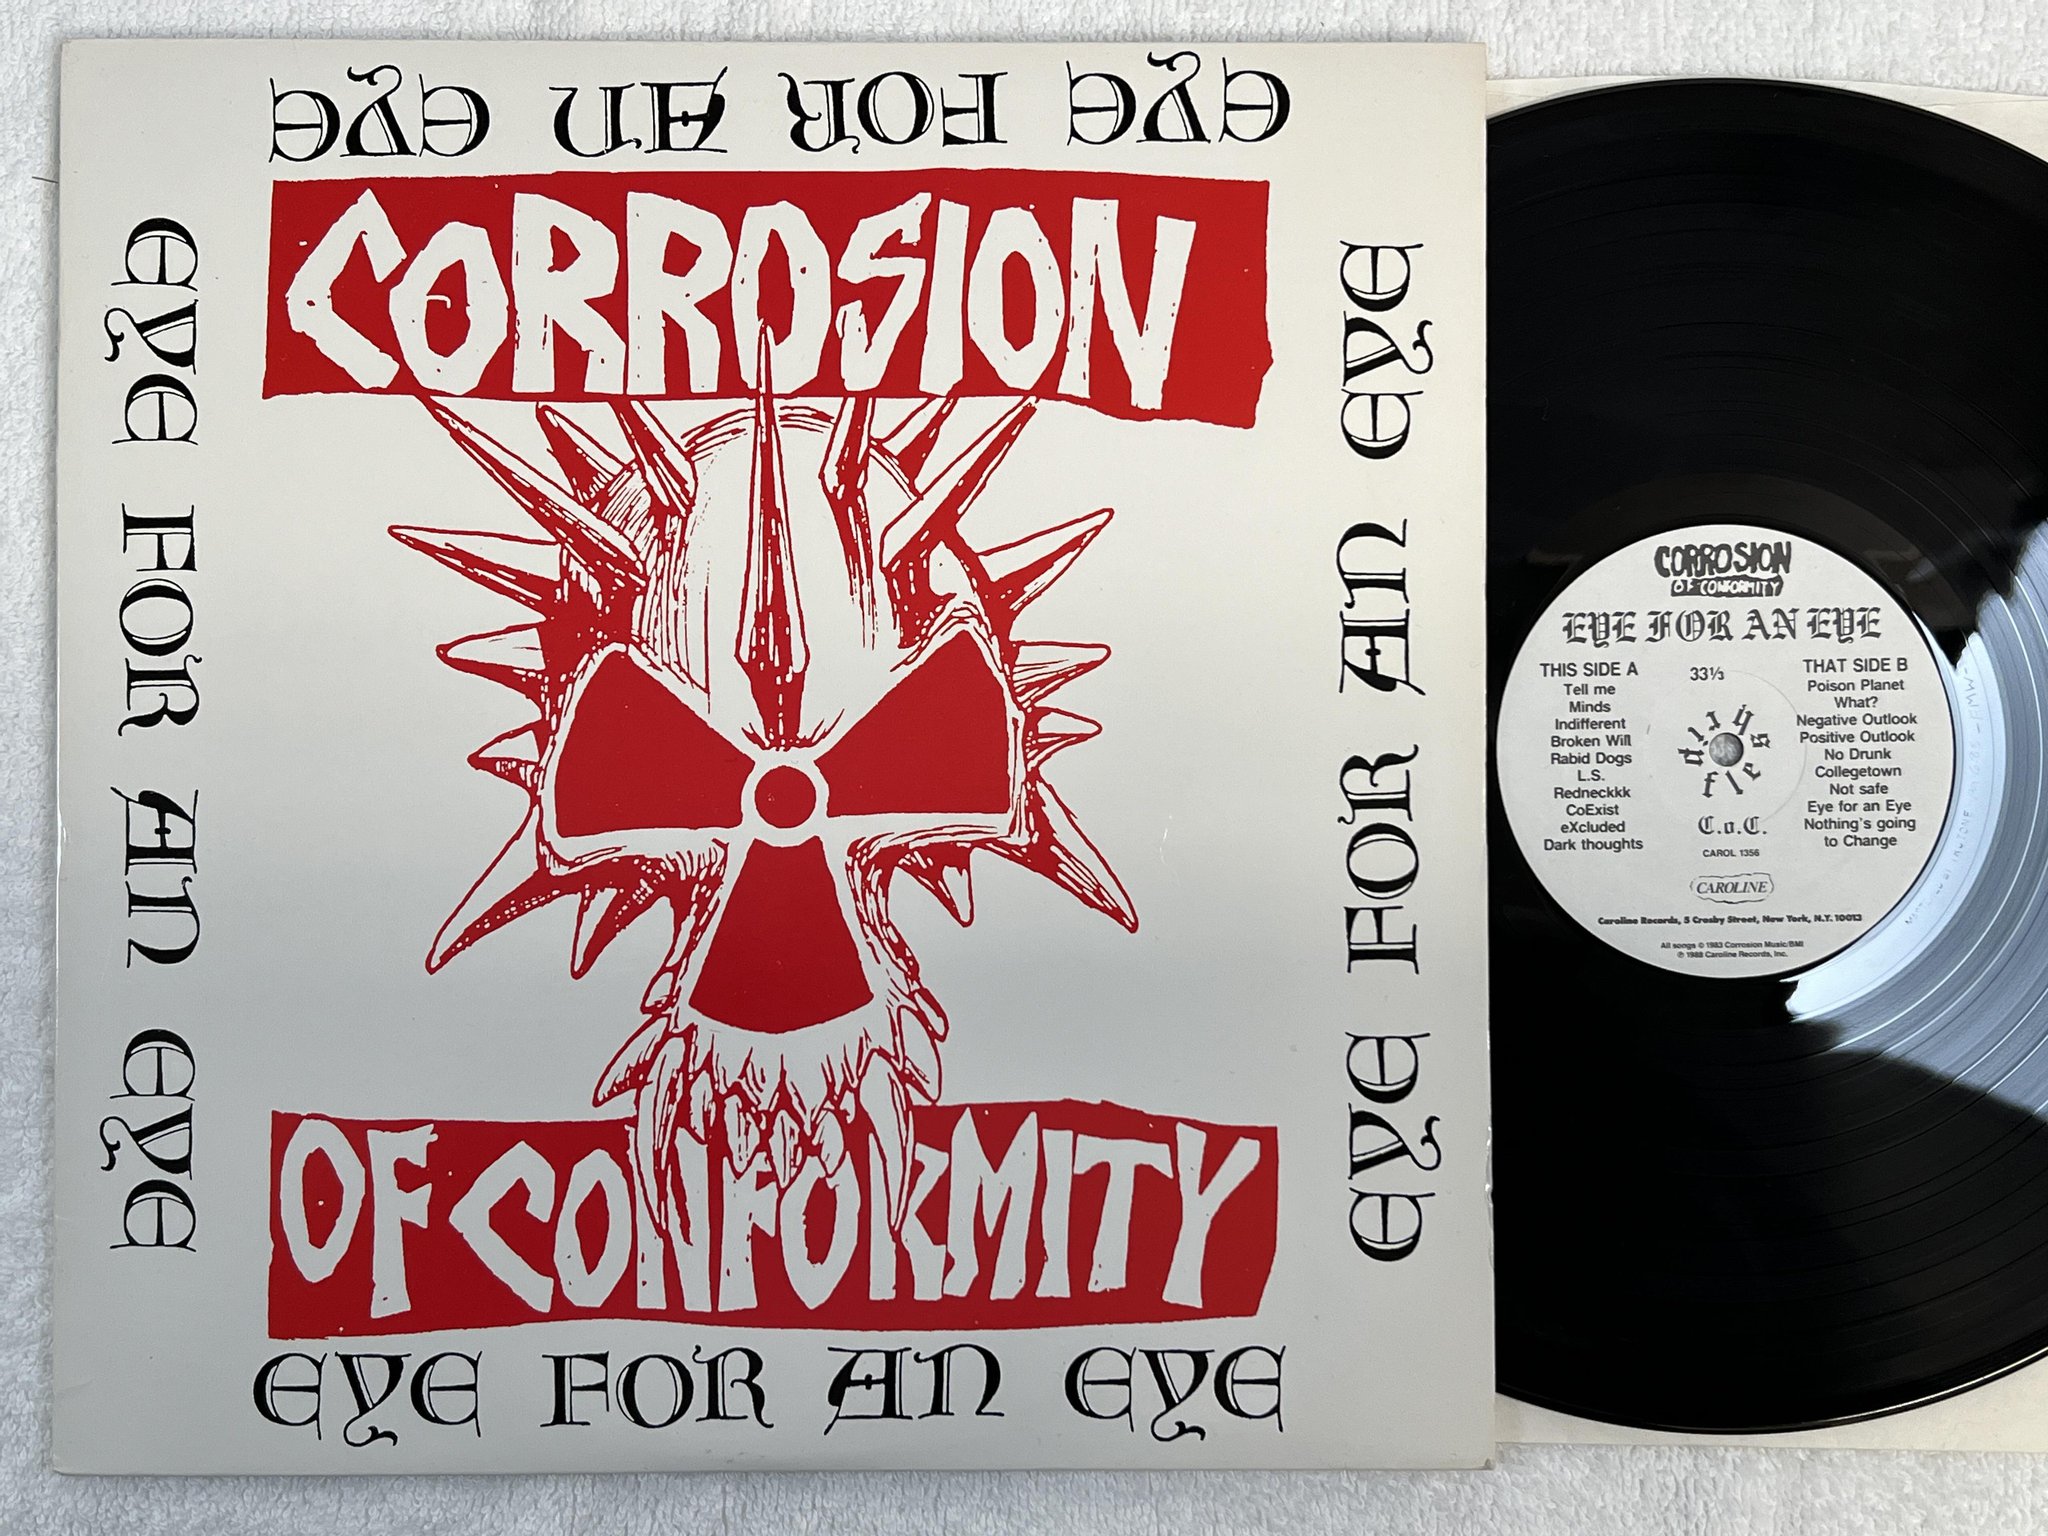 EYE FOR AN EYE
CORROSION
EYE FOR AN EYE
EYE FOR AN EYE
OF CONFORMITY
EYE FOR AN EYE
CORROSION
OF CONFORMITY
EYE FOR AN EYE
THIS SIDE A
Tell me
Minds
Indifferent
Broken Will
Rabid Dogs
L.S.
Redneckkk
CoExist
eXcluded
Dark thoughts
33⅓
THAT SIDE B
Poison Planet
What?
Negative Outlook
Positive Outlook
No Drunk
Collegetown
Not safe
Eye for an Eye
Nothing's going
to Change
C.o.C.
CAROL 1356
CAROLINE
Caroline Records, 5 Crosby Street, New York, N.Y. 10013
All songs © 1983 Corrosion Music/BMI
℗ 1988 Caroline Records, Inc.